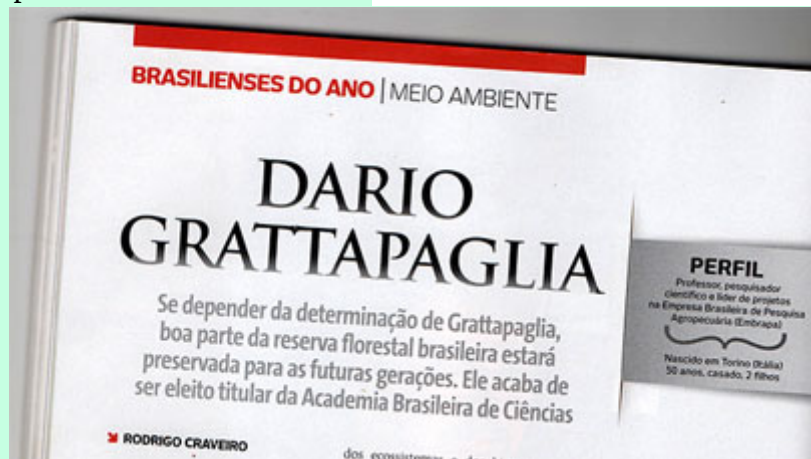 BRASILIENSES DO ANO | MEIO AMBIENTE
DARIO
GRATTAPAGLIA
Se depender da determinação de Grattapaglia,
boa parte da reserva florestal brasileira estará
preservada para as futuras gerações. Ele acaba de
ser eleito titular da Academia Brasileira de Ciências
PERFIL
Professor, pesquisador
científico e líder de projetos
na Empresa Brasileira de Pesquisa
Agropecuária (Embrapa)
Nascido em Torino (Itália)
50 anos, casado, 2 filhos
RODRIGO CRAVEIRO
dos ecossistemas